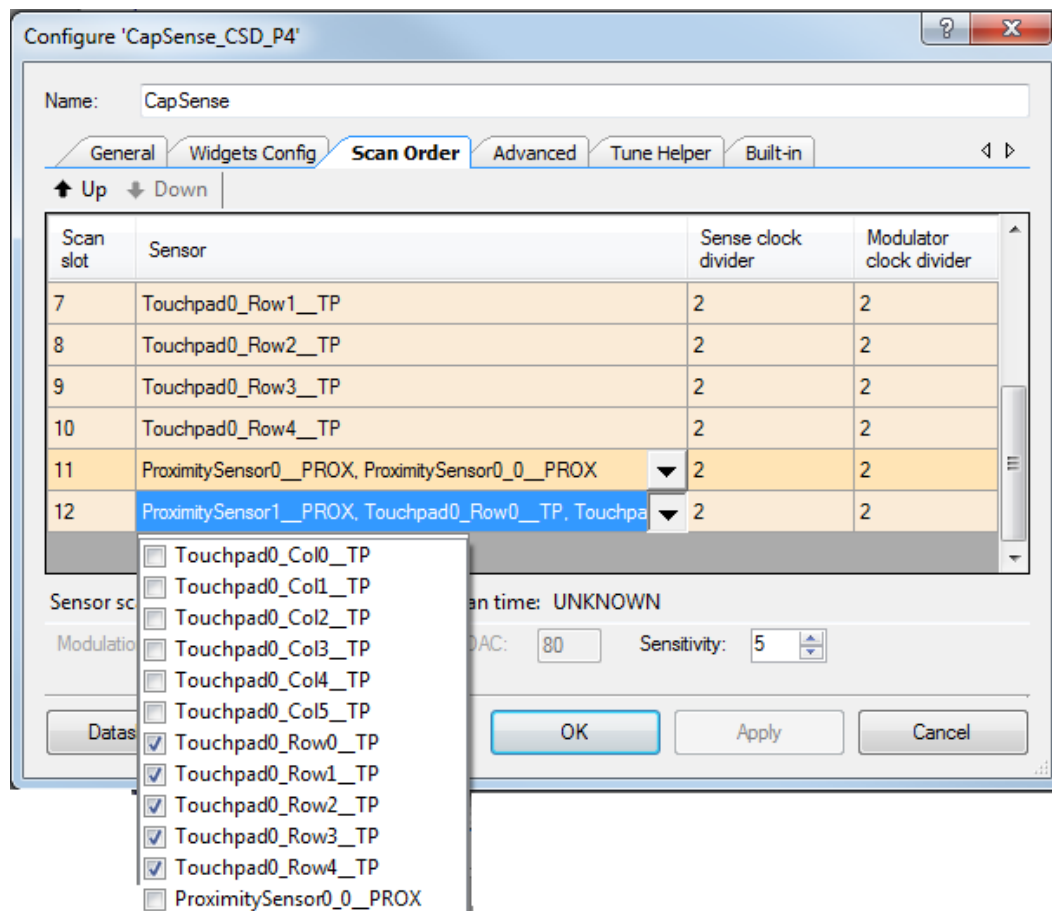 Configure 'CapSense_CSD_P4'
Name: CapSense
General Widgets Config Scan Order Advanced Tune Helper Built-in
Up Down
Scan slot Sensor Sense clock divider Modulator clock divider
7 Touchpad0_Row1__TP 2 2
8 Touchpad0_Row2__TP 2 2
9 Touchpad0_Row3__TP 2 2
10 Touchpad0_Row4__TP 2 2
11 ProximitySensor0__PROX, ProximitySensor0_0__PROX 2 2
12 ProximitySensor1__PROX, Touchpad0_Row0__TP, Touchpa 2 2
Touchpad0_Col0__TP
Touchpad0_Col1__TP
Sensor sc an time: UNKNOWN
Touchpad0_Col2__TP
Modulatio DAC: 80 Sensitivity: 5
Touchpad0_Col3__TP
Touchpad0_Col4__TP
Touchpad0_Col5__TP
Datas OK Apply Cancel
Touchpad0_Row0__TP
Touchpad0_Row1__TP
Touchpad0_Row2__TP
Touchpad0_Row3__TP
Touchpad0_Row4__TP
ProximitySensor0_0__PROX